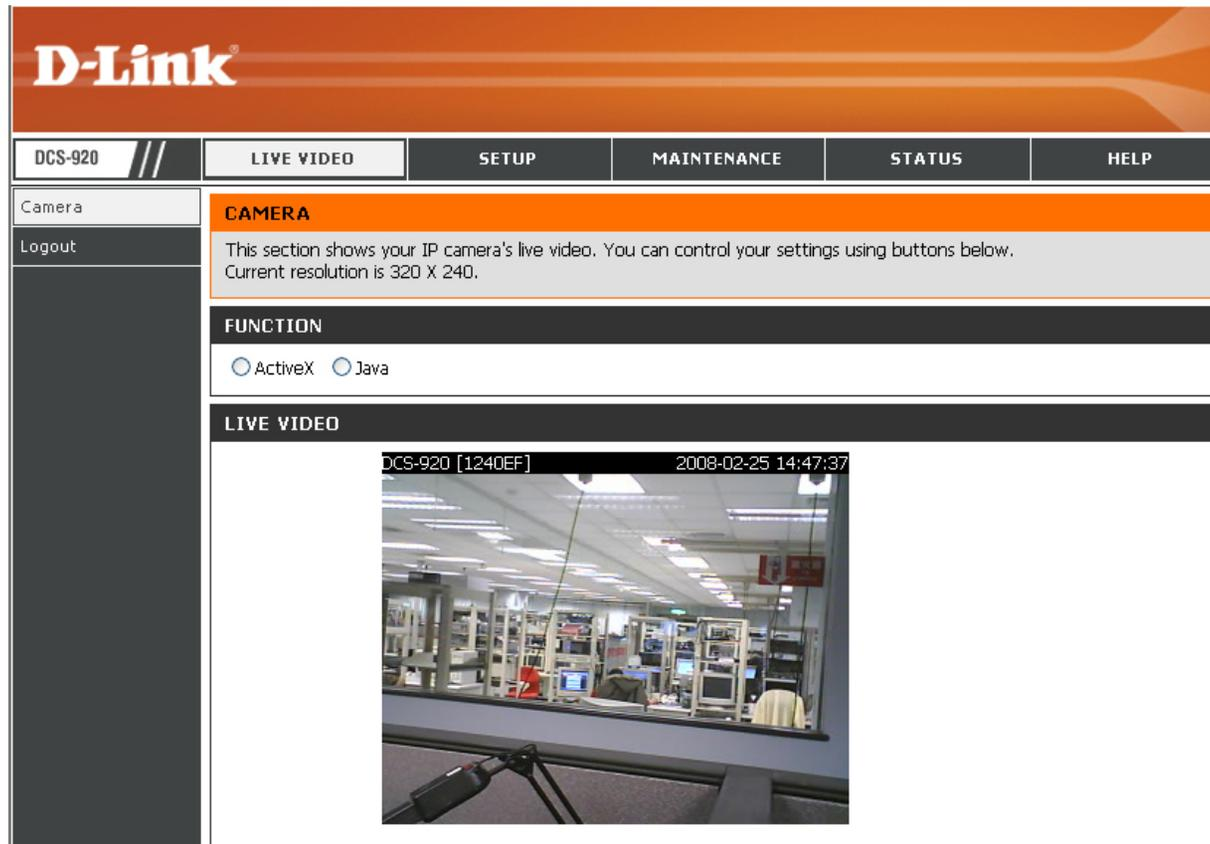 D-Link®
DCS-920
LIVE VIDEO
SETUP
MAINTENANCE
STATUS
HELP
Camera
Logout
CAMERA
This section shows your IP camera's live video. You can control your settings using buttons below.
Current resolution is 320 X 240.
FUNCTION
ActiveX
Java
LIVE VIDEO
DCS-920 [1240EF] 2008-02-25 14:47:37